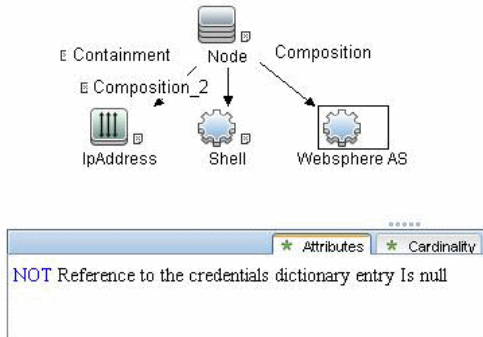 Containment
Node
Composition
Composition_2
IpAddress
Shell
Websphere AS
Attributes
Cardinality
NOT Reference to the credentials dictionary entry Is null